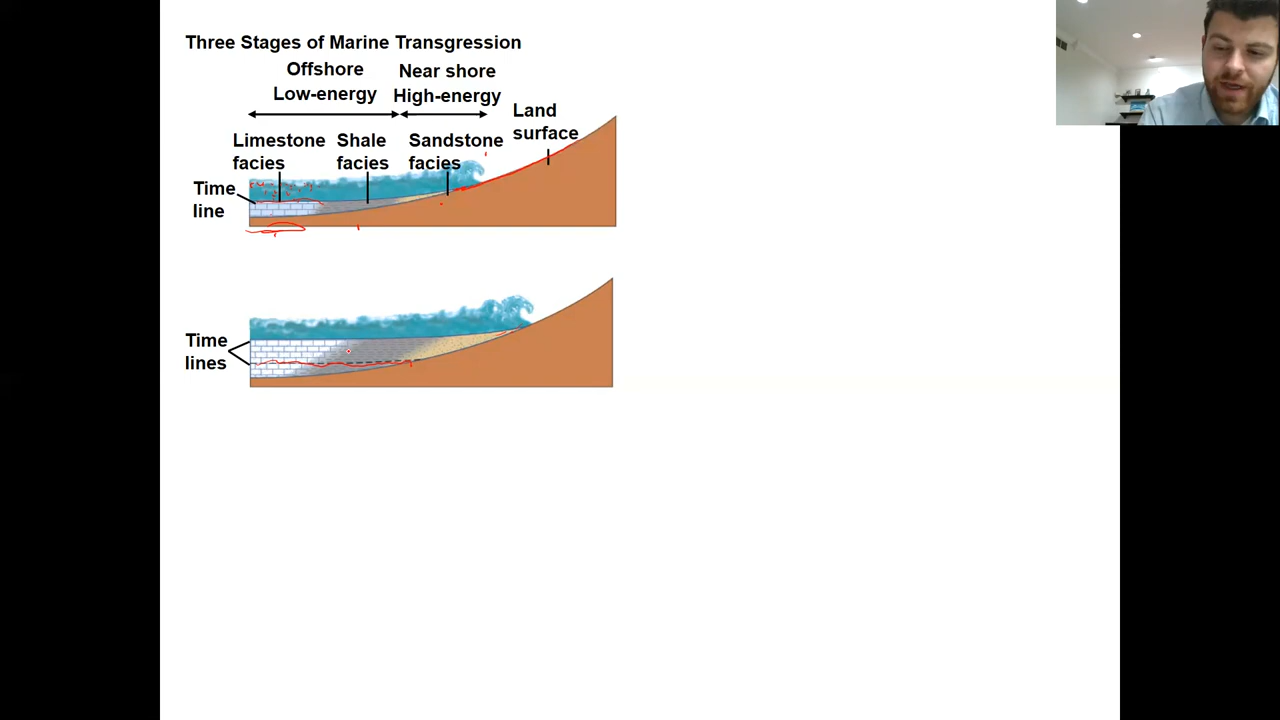 Three Stages of Marine Transgression
Offshore
Low-energy
Near shore
High-energy
Land
surface
Limestone
facies
Shale
facies
Sandstone
facies
Time
line
Time
lines